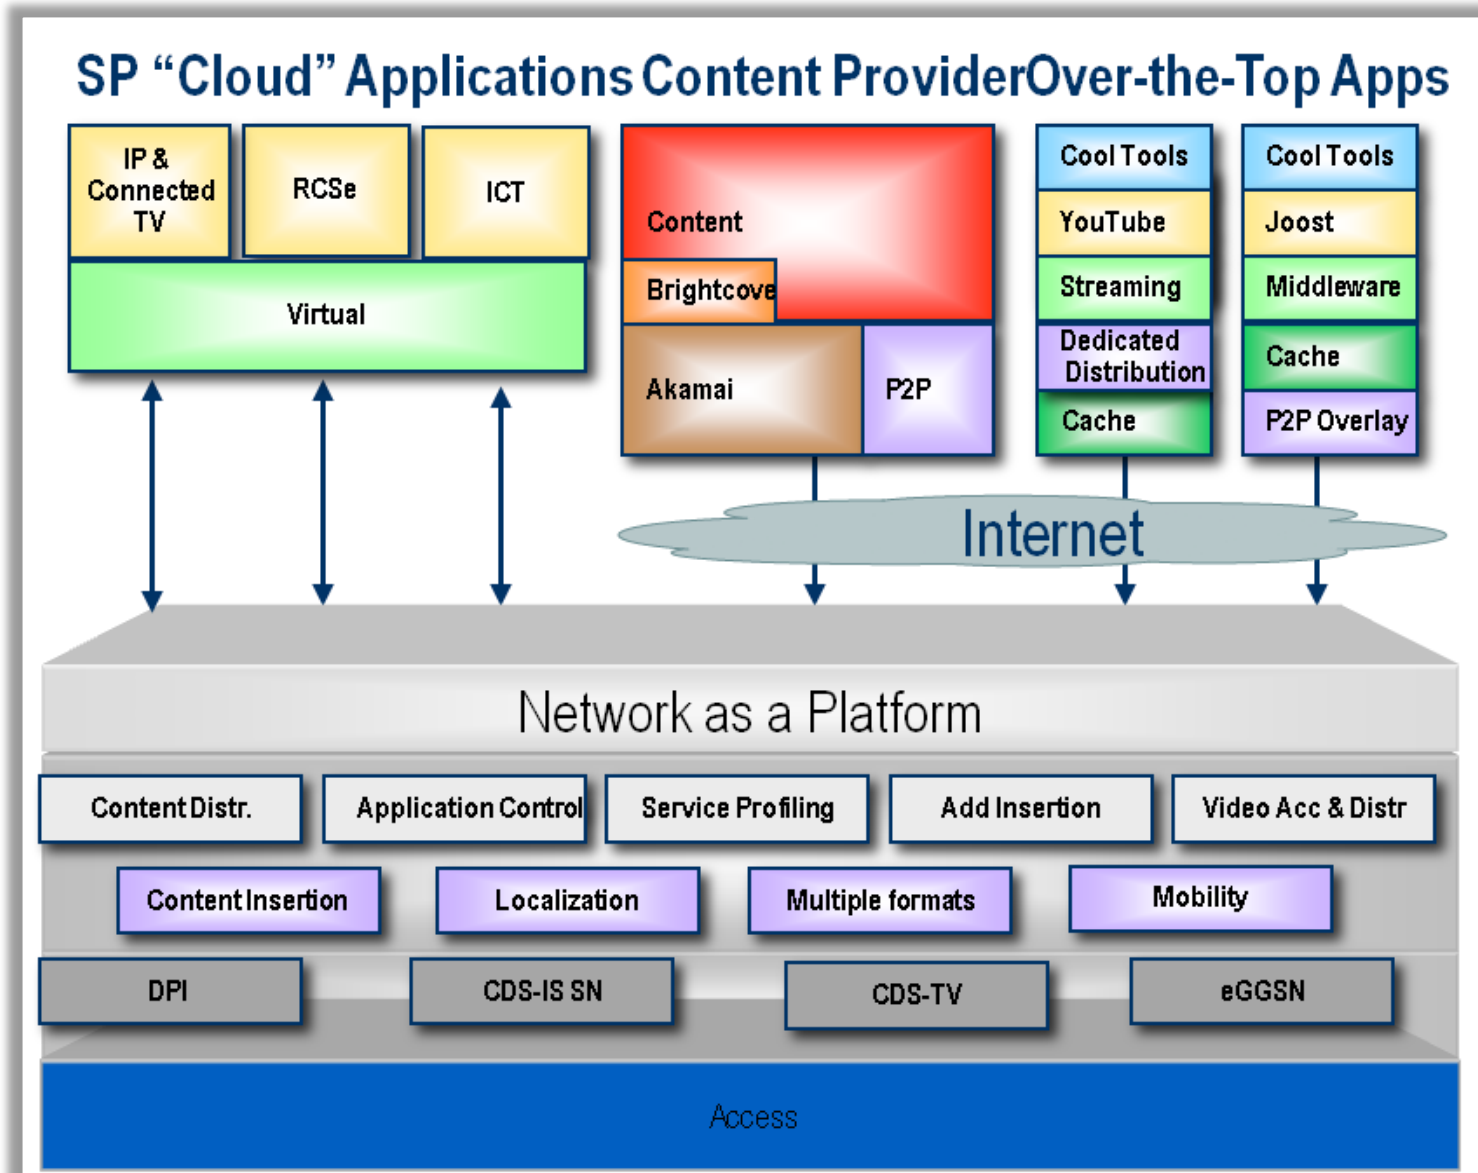 SP “Cloud” Applications Content Provider Over-the-Top Apps
IP &
Connected
TV
RCSe
ICT
Virtual
Content
Brightcove
Akamai
P2P
Cool Tools
YouTube
Streaming
Dedicated
Distribution
Cache
Cool Tools
Joost
Middleware
Cache
P2P Overlay
Internet
Network as a Platform
Content Distr.
Application Control
Service Profiling
Add Insertion
Video Acc & Distr
Content Insertion
Localization
Multiple formats
Mobility
DPI
CDS-IS SN
CDS-TV
eGGSN
Access